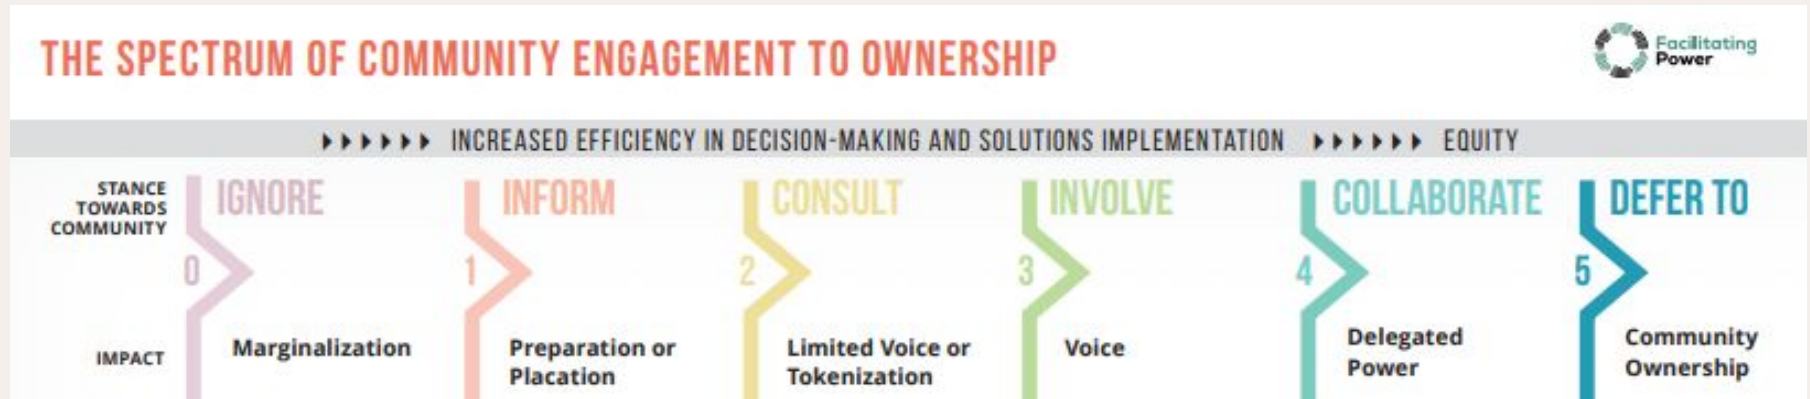 THE SPECTRUM OF COMMUNITY ENGAGEMENT TO OWNERSHIP
Facilitating
Power
INCREASED EFFICIENCY IN DECISION-MAKING AND SOLUTIONS IMPLEMENTATION EQUITY
STANCE
TOWARDS
COMMUNITY
IGNORE
INFORM
CONSULT
INVOLVE
COLLABORATE
DEFER TO
0
1
2
3
4
5
IMPACT
Marginalization
Preparation or
Placation
Limited Voice or
Tokenization
Voice
Delegated
Power
Community
Ownership